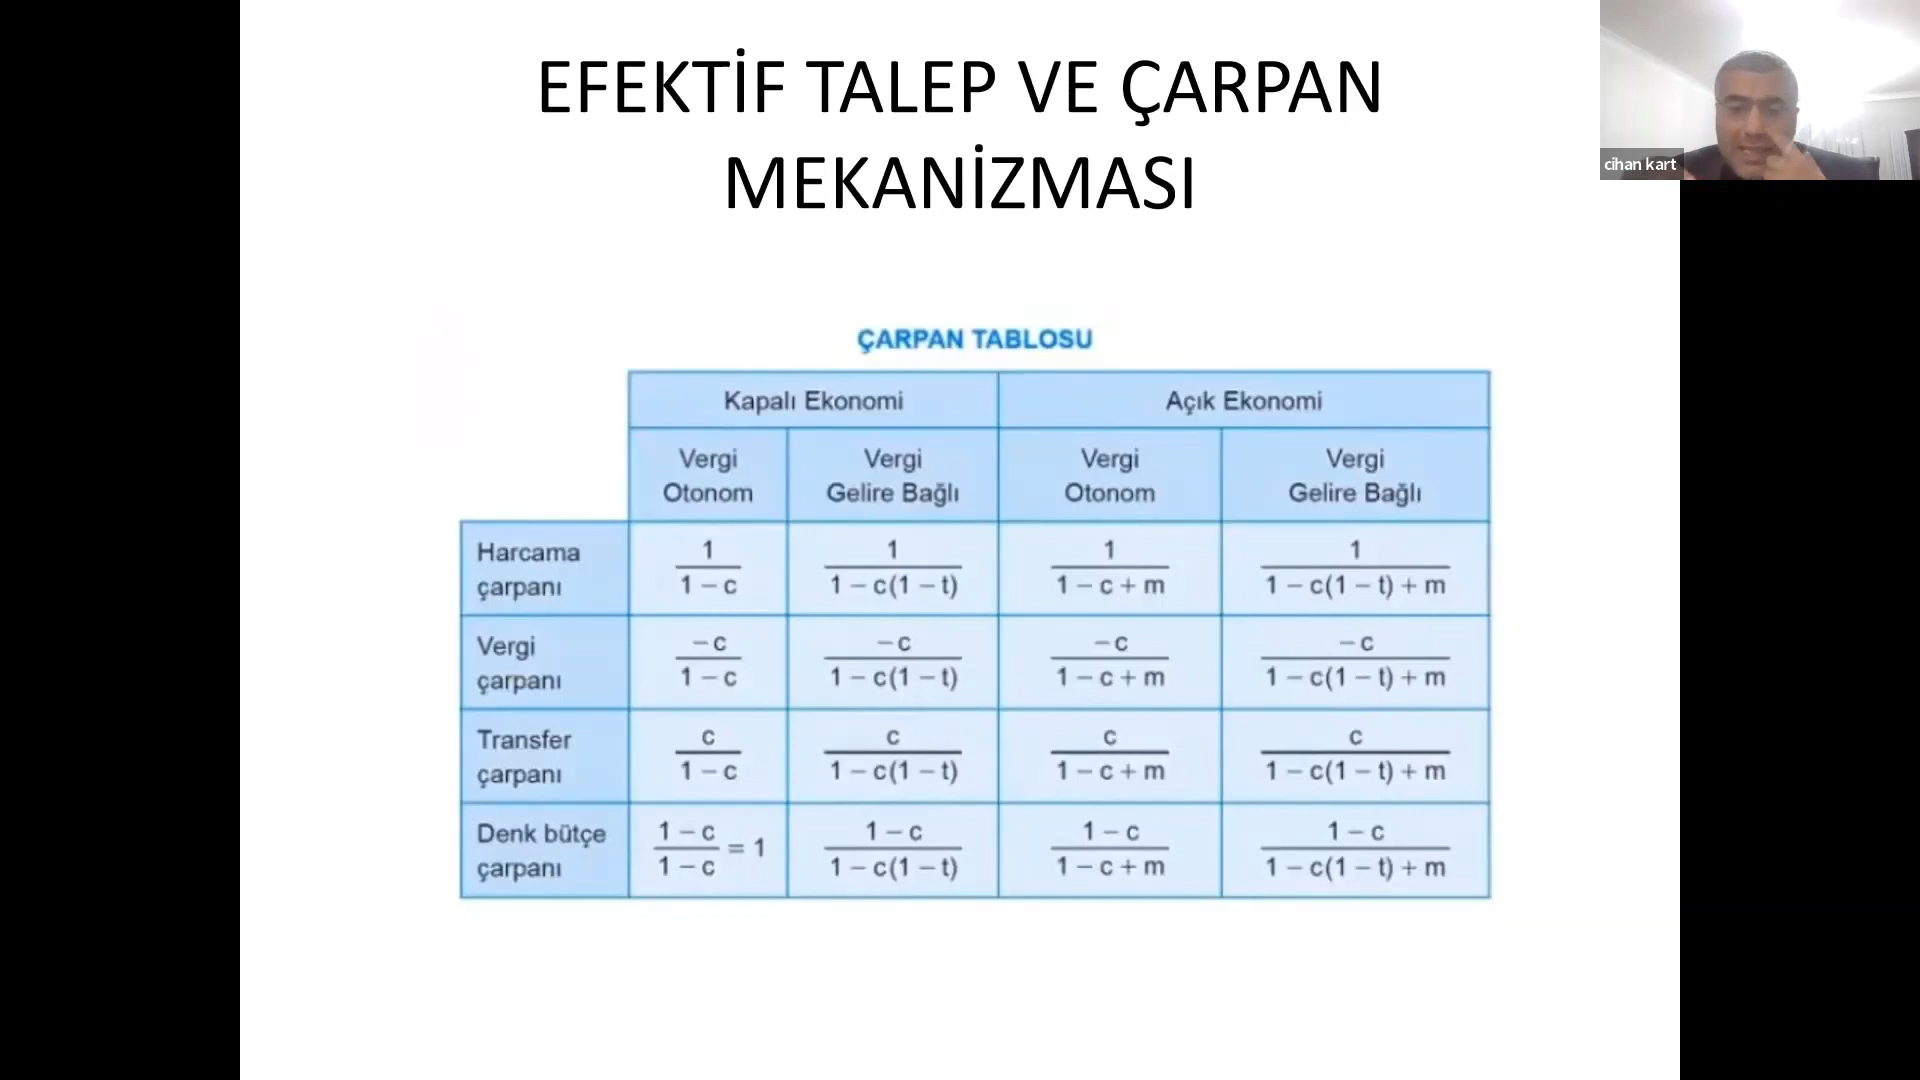 EFEKTİF TALEP VE ÇARPAN
MEKANİZMASI
cihan kart
ÇARPAN TABLOSU
Kapalı Ekonomi Açık Ekonomi
Vergi Otonom Vergi Gelire Bağlı Vergi Otonom Vergi Gelire Bağlı
Harcama çarpanı 1/(1 – c) 1/(1 – c(1 – t)) 1/(1 – c + m) 1/(1 – c(1 – t) + m)
Vergi çarpanı –c/(1 – c) –c/(1 – c(1 – t)) –c/(1 – c + m) –c/(1 – c(1 – t) + m)
Transfer çarpanı c/(1 – c) c/(1 – c(1 – t)) c/(1 – c + m) c/(1 – c(1 – t) + m)
Denk bütçe çarpanı (1 – c)/(1 – c) = 1 (1 – c)/(1 – c(1 – t)) (1 – c)/(1 – c + m) (1 – c)/(1 – c(1 – t) + m)